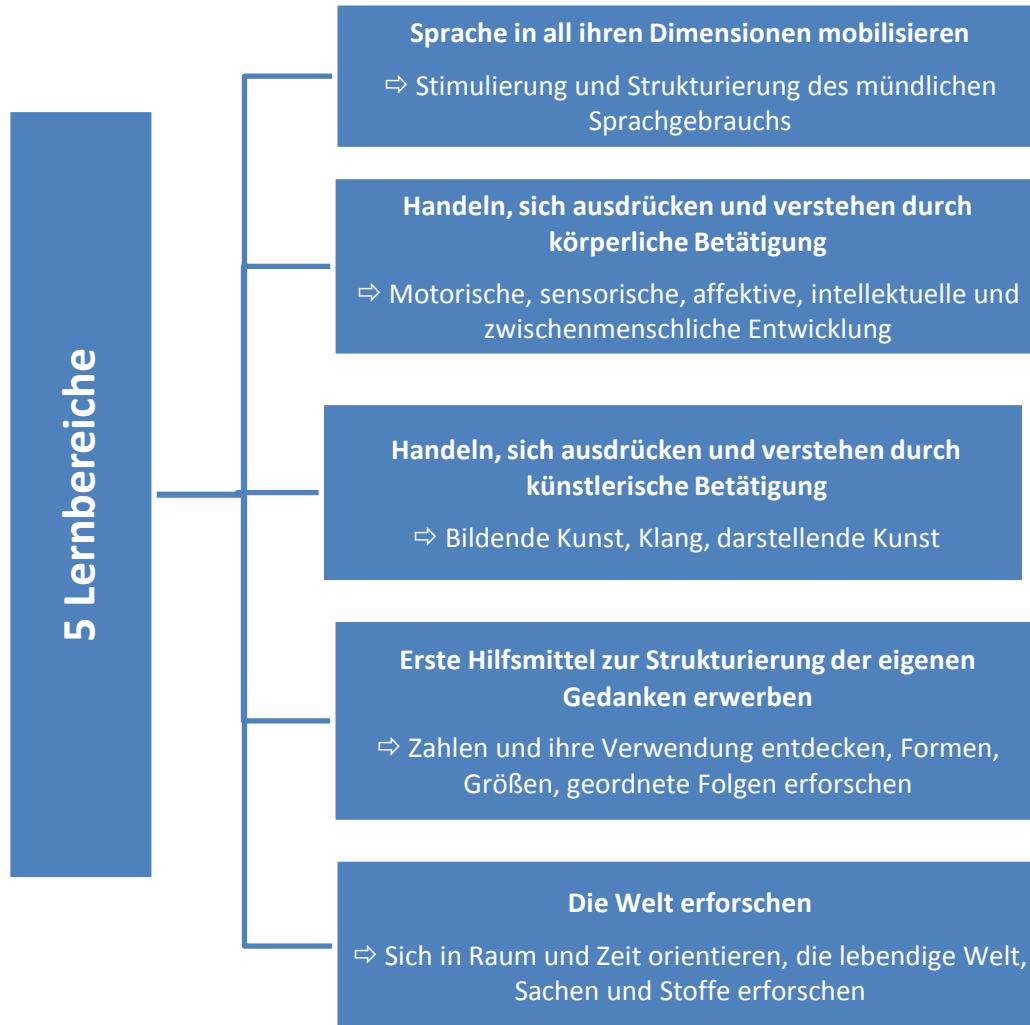 5 Lernbereiche
Sprache in all ihren Dimensionen mobilisieren
⇨ Stimulierung und Strukturierung des mündlichen
Sprachgebrauchs
Handeln, sich ausdrücken und verstehen durch
körperliche Betätigung
⇨ Motorische, sensorische, affektive, intellektuelle und
zwischenmenschliche Entwicklung
Handeln, sich ausdrücken und verstehen durch
künstlerische Betätigung
⇨ Bildende Kunst, Klang, darstellende Kunst
Erste Hilfsmittel zur Strukturierung der eigenen
Gedanken erwerben
⇨ Zahlen und ihre Verwendung entdecken, Formen,
Größen, geordnete Folgen erforschen
Die Welt erforschen
⇨ Sich in Raum und Zeit orientieren, die lebendige Welt,
Sachen und Stoffe erforschen